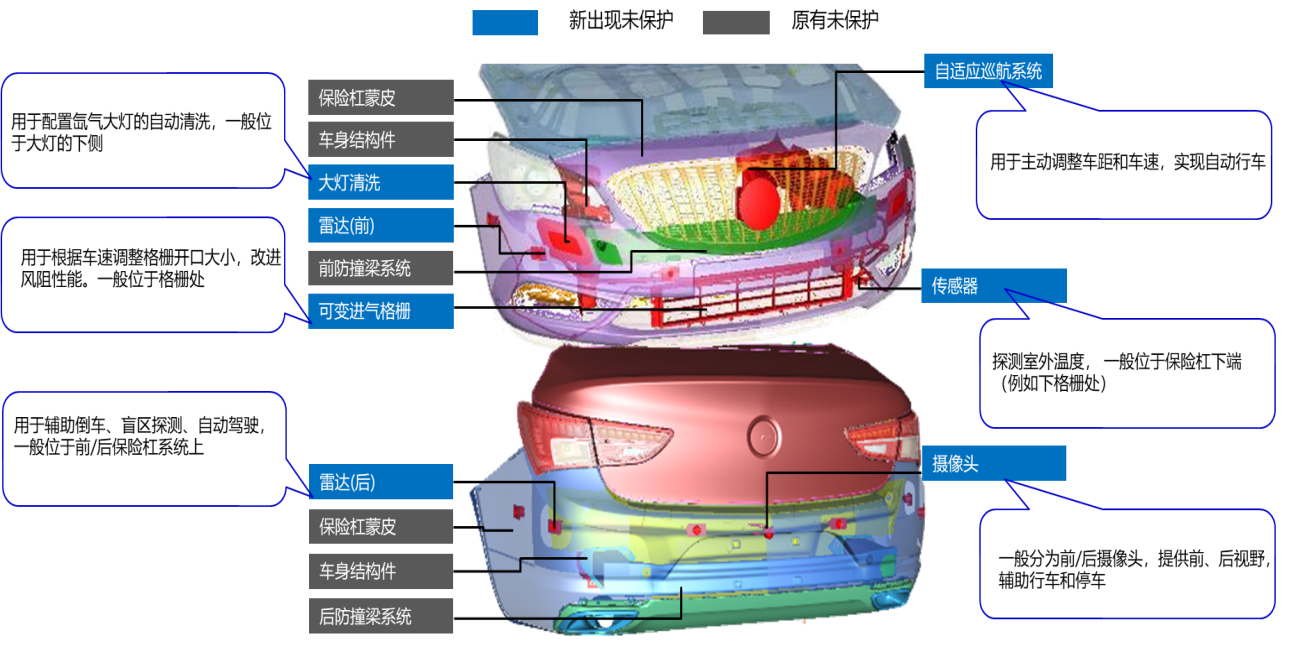 新出现未保护
原有未保护
用于配置氙气大灯的自动清洗，一般位
于大灯的下侧
用于根据车速调整格栅开口大小，改进
风阻性能。一般位于格栅处
用于辅助倒车、盲区探测、自动驾驶，
一般位于前/后保险杠系统上
保险杠蒙皮
车身结构件
大灯清洗
雷达(前)
前防撞梁系统
可变进气格栅
雷达(后)
保险杠蒙皮
车身结构件
后防撞梁系统
自适应巡航系统
用于主动调整车距和车速，实现自动行车
传感器
探测室外温度， 一般位于保险杠下端
（例如下格栅处）
摄像头
一般分为前/后摄像头，提供前、后视野，
辅助行车和停车